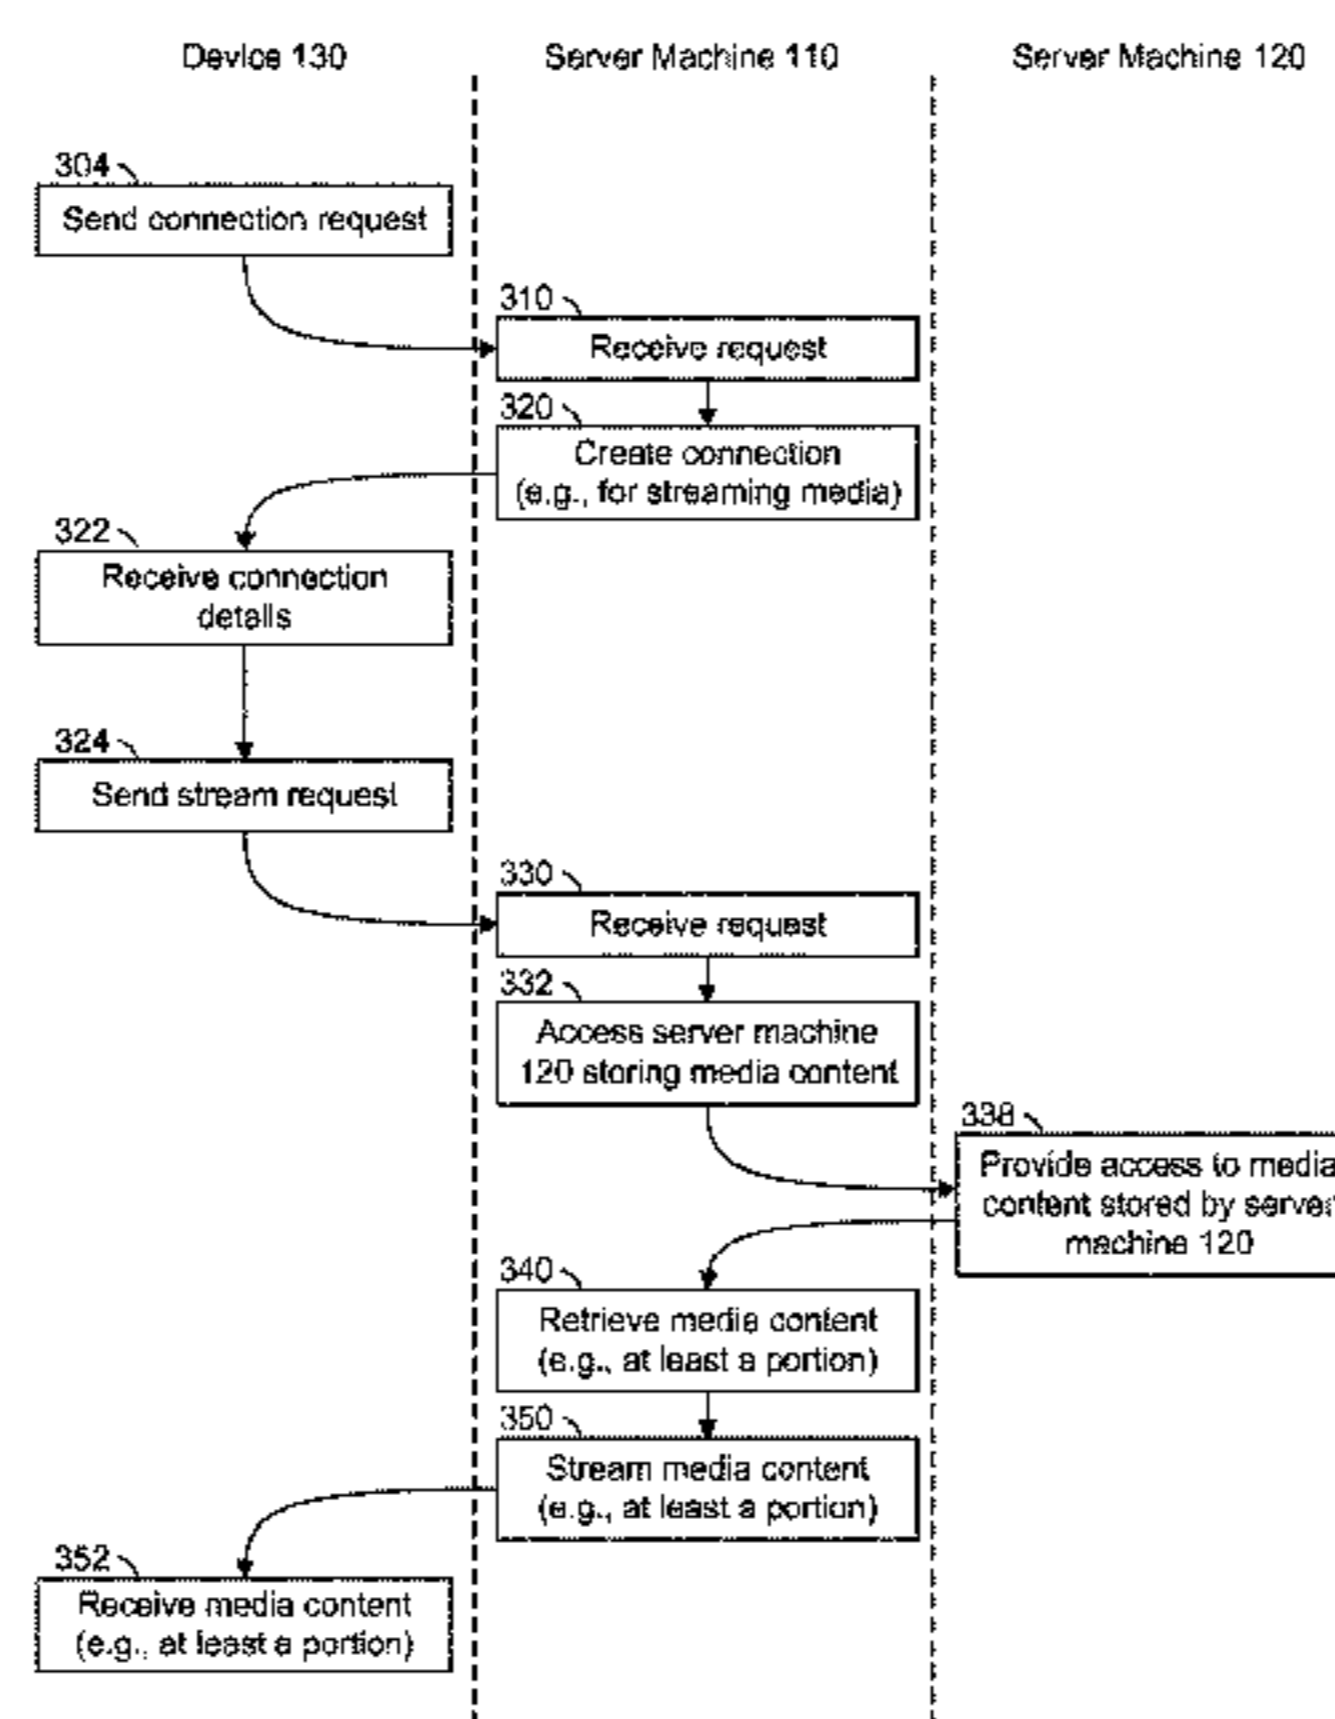 Device 130 Server Machine 110 Server Machine 120
304
Send connection request
310
Receive request
320
Create connection
(e.g., for streaming media)
322
Receive connection
details
324
Send stream request
330
Receive request
332
Access server machine
120 storing media content
338
Provide access to media
content stored by server
machine 120
340
Retrieve media content
(e.g., at least a portion)
350
Stream media content
(e.g., at least a portion)
352
Receive media content
(e.g., at least a portion)